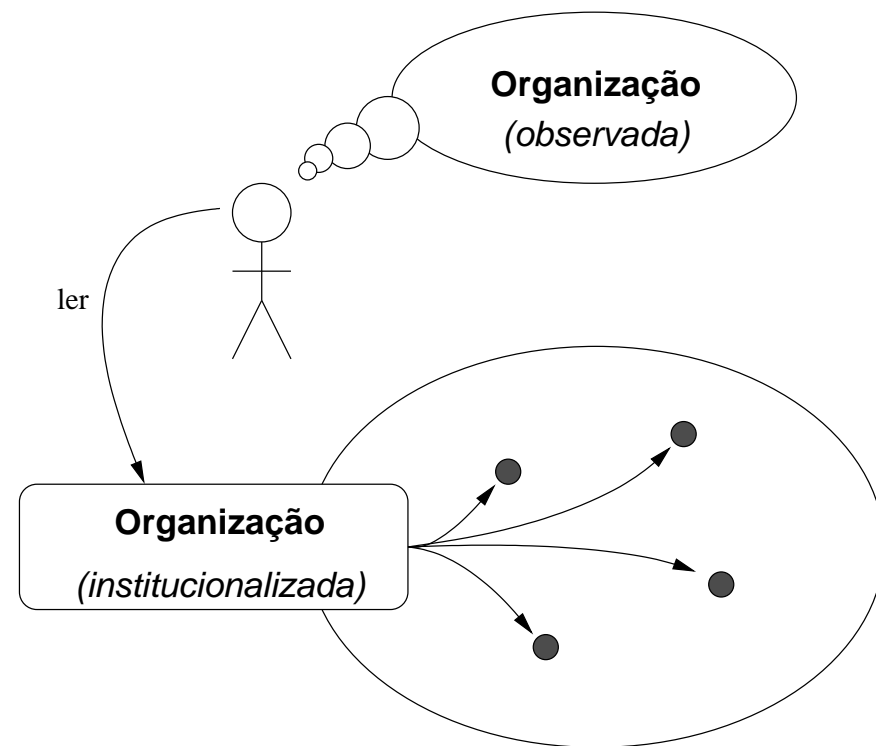 Organização
(observada)
ler
Organização
(institucionalizada)